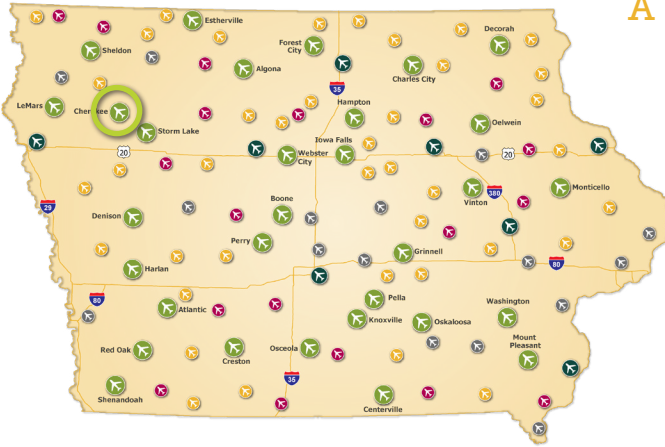 A
Estherville
Decorah
Sheldon
Forest
City
Algona
Charles City
35
LeMars
Cherokee
Hampton
Storm Lake
Oelwein
Iowa Falls
20
Webster
City
20
Monticello
380
Vinton
29
Boone
Denison
Perry
Grinnell
80
Harlan
80
Pella
Washington
Atlantic
Knoxville
Oskaloosa
Mount
Pleasant
Red Oak
Creston
Osceola
35
Shenandoah
Centerville